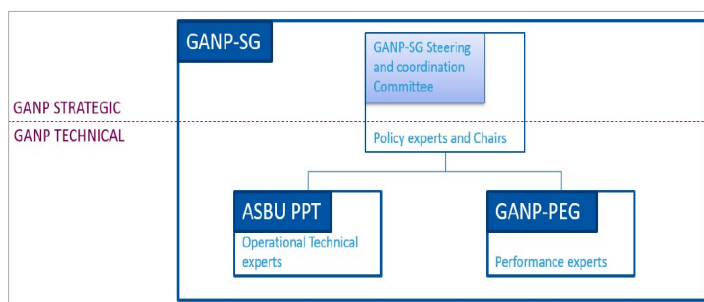 GANP-SG
GANP-SG Steering
and coordination
Committee
GANP STRATEGIC
GANP TECHNICAL
Policy experts and Chairs
ASBU PPT
Operational Technical
experts
GANP-PEG
Performance experts